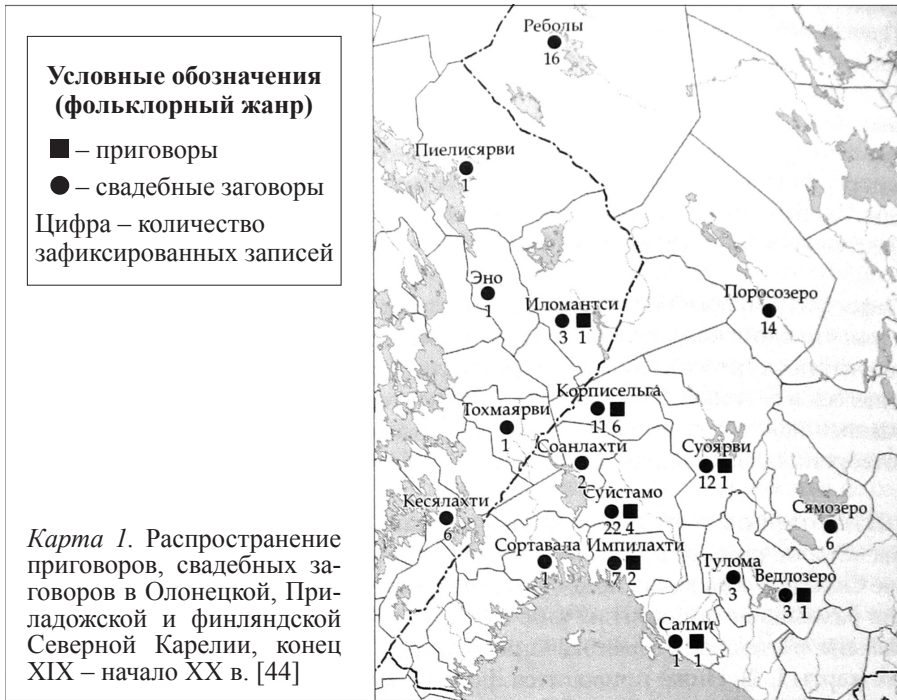 Условные обозначения
(фольклорный жанр)
■ – приговоры
● – свадебные заговоры
Цифра – количество
зафиксированных записей
Карта 1. Распространение
приговоров, свадебных за-
говоров в Олонецкой, При-
ладожской и финляндской
Северной Карелии, конец
XIX – начало XX в. [44]
Реболы
16
Пиелисярви
1
Эно
1
Иломантси
3 1
Поросозеро
14
Корписельга
11 6
Тохмаярви
1
Соанлахти
2
Суоярви
12 1
Суйстамо
22 4
Кесялахти
6
Сямозеро
6
Сортавала
1
Импилахти
7 2
Тулома
3
Ведлозеро
3 1
Салми
1 1